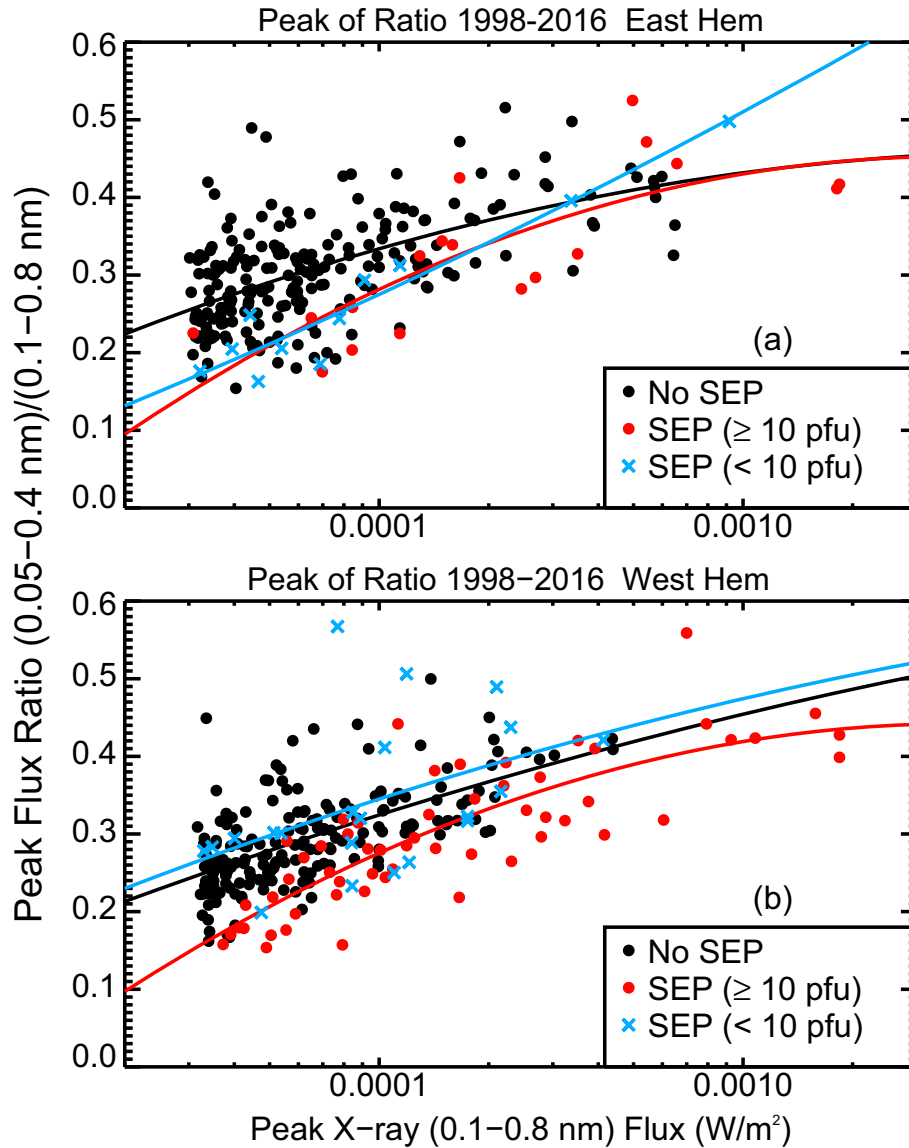 Peak of Ratio 1998-2016 East Hem
0.6
0.5
0.4
0.3
0.2
0.1
0.0
(a)
No SEP
SEP (≥ 10 pfu)
SEP (< 10 pfu)
0.0001
0.0010
Peak Flux Ratio (0.05−0.4 nm)/(0.1−0.8 nm)
Peak of Ratio 1998−2016 West Hem
0.6
0.5
0.4
0.3
0.2
0.1
0.0
(b)
No SEP
SEP (≥ 10 pfu)
SEP (< 10 pfu)
0.0001
0.0010
Peak X−ray (0.1−0.8 nm) Flux (W/m²)